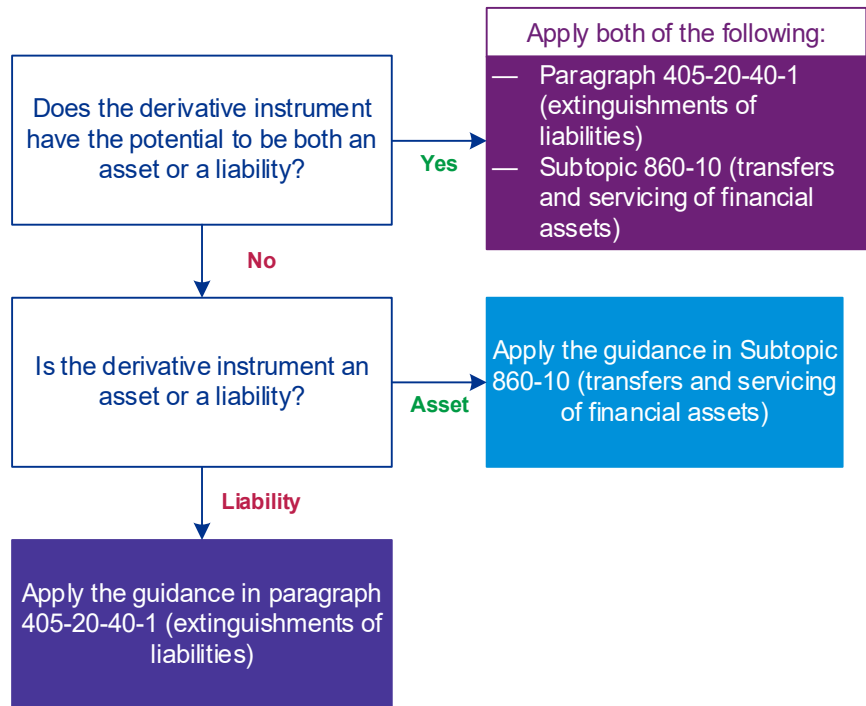 Does the derivative instrument
have the potential to be both an
asset or a liability?
Yes
Apply both of the following:
— Paragraph 405-20-40-1
(extinguishments of
liabilities)
— Subtopic 860-10 (transfers
and servicing of financial
assets)
No
Is the derivative instrument an
asset or a liability?
Asset
Apply the guidance in Subtopic
860-10 (transfers and servicing
of financial assets)
Liability
Apply the guidance in paragraph
405-20-40-1 (extinguishments of
liabilities)